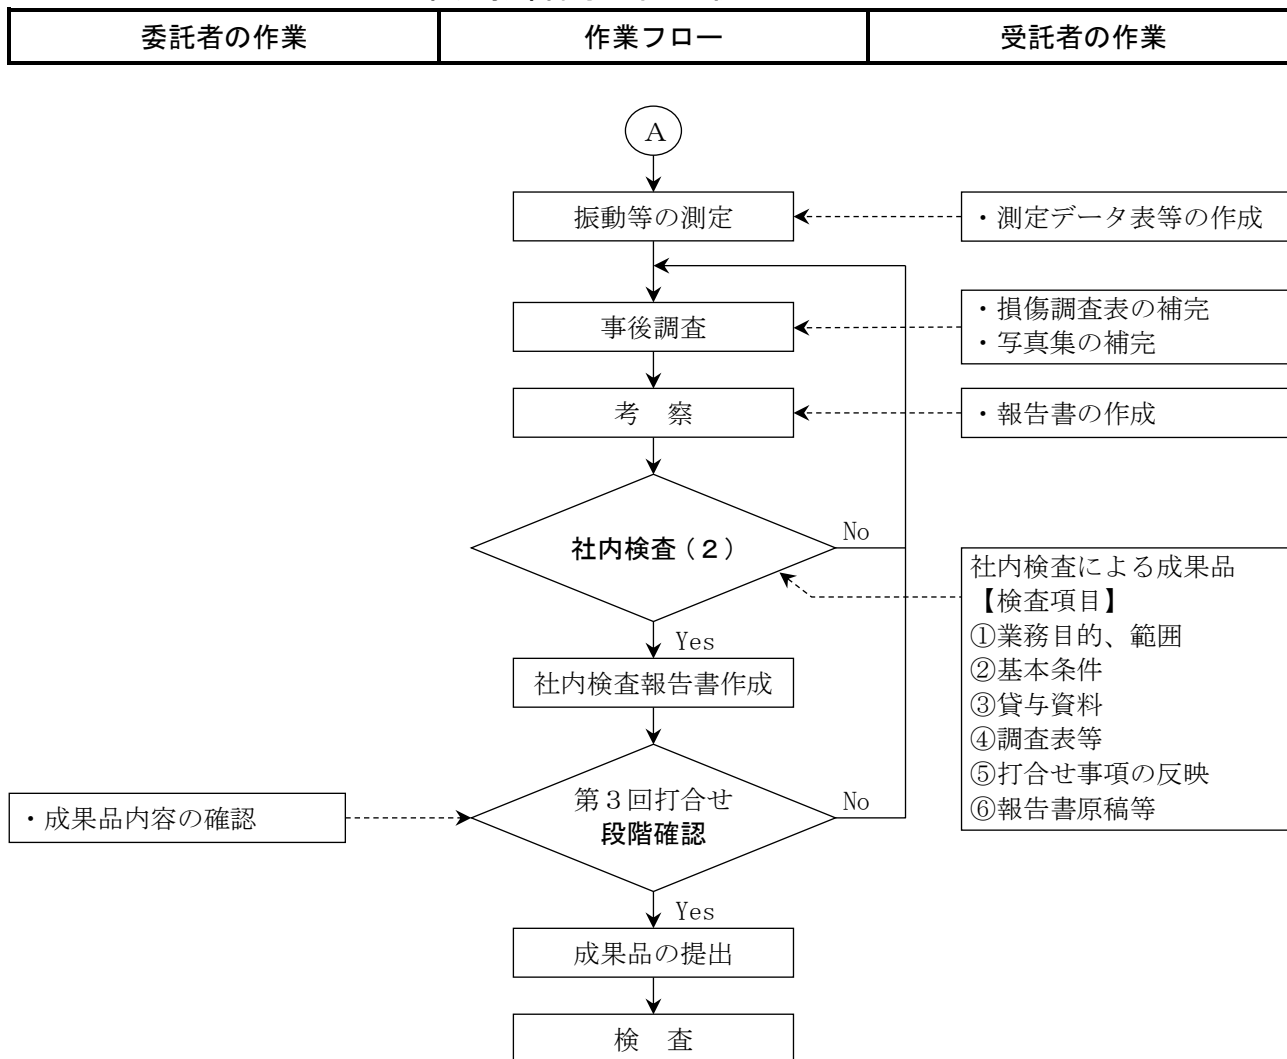 委託者の作業
作業フロー
受託者の作業
A
振動等の測定
・測定データ表等の作成
事後調査
・損傷調査表の補完
・写真集の補完
考　察
・報告書の作成
社内検査(２)
No
Yes
社内検査による成果品
【検査項目】
①業務目的、範囲
②基本条件
③貸与資料
④調査表等
⑤打合せ事項の反映
⑥報告書原稿等
社内検査報告書作成
・成果品内容の確認
第３回打合せ
段階確認
No
Yes
成果品の提出
検　査